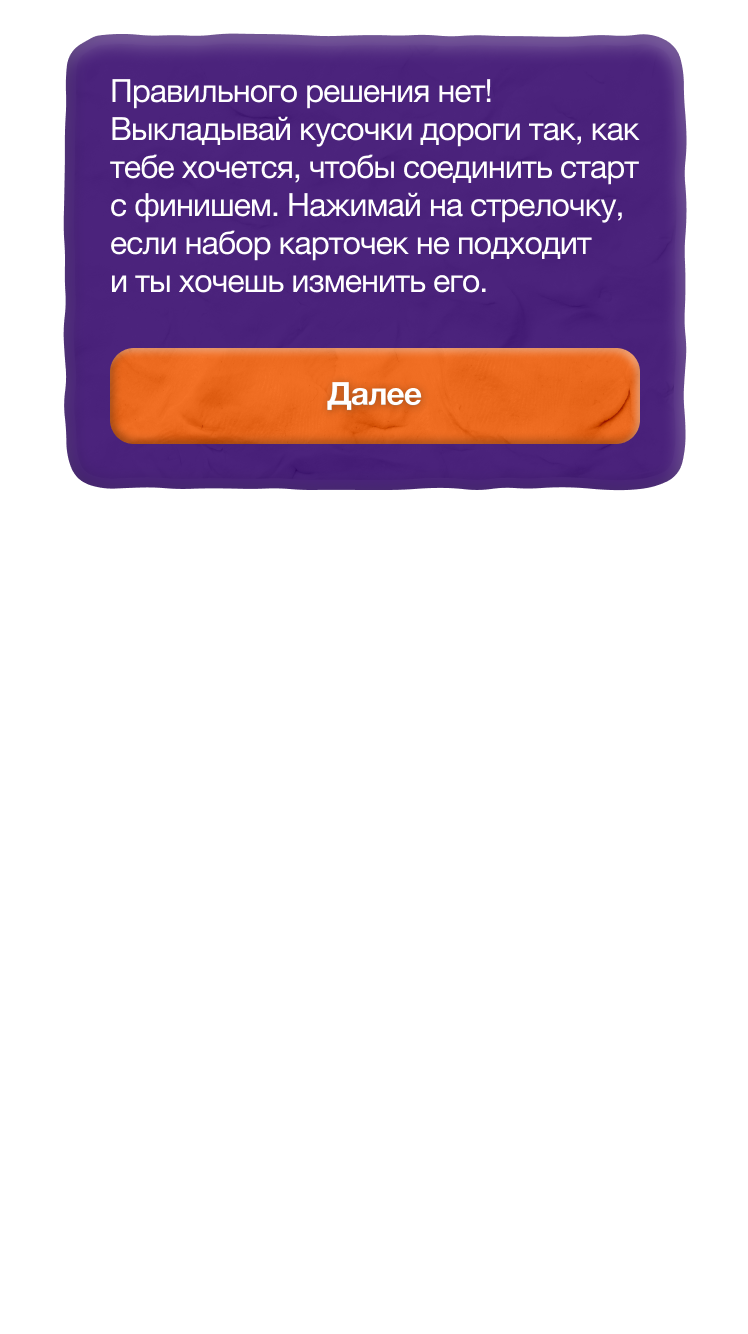 Правильного решения нет!
Выкладывай кусочки дороги так, как
тебе хочется, чтобы соединить старт
с финишем. Нажимай на стрелочку,
если набор карточек не подходит
и ты хочешь изменить его.
Далее